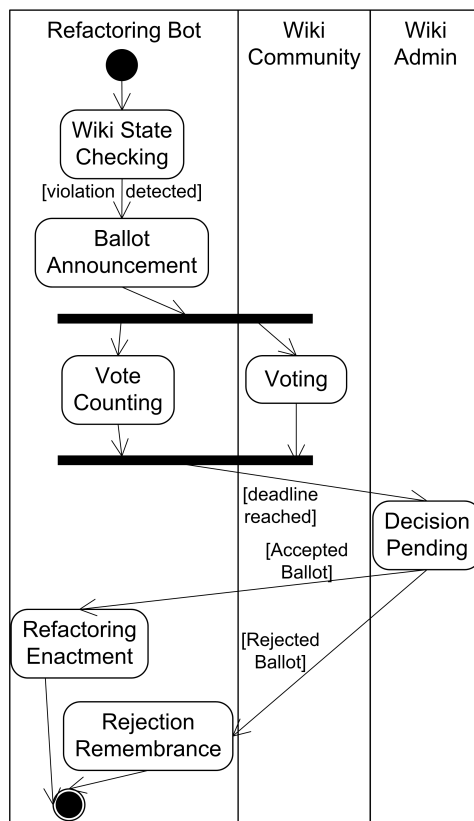 Refactoring Bot
Wiki
Community
Wiki
Admin
Wiki State
Checking
[violation detected]
Ballot
Announcement
Vote
Counting
Voting
[deadline
reached]
Decision
Pending
[Accepted
Ballot]
Refactoring
Enactment
[Rejected
Ballot]
Rejection
Remembrance